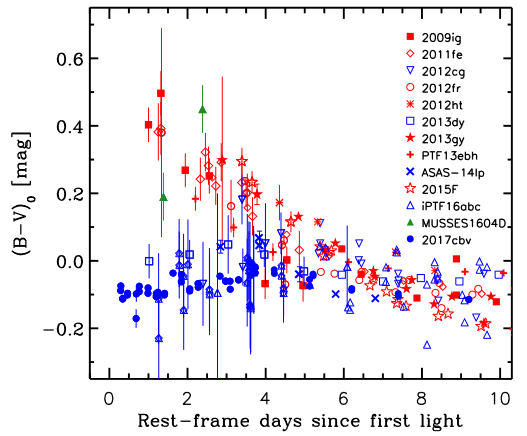 0.6
0.4
0.2
0.0
-0.2
(B-V)0 [mag]
2009ig
2011fe
2012cg
2012fr
2012ht
2013dy
2013gy
PTF13ebh
ASAS-14lp
2015F
iPTF16abc
MUSSES1604D
2017cbv
0 2 4 6 8 10
Rest-frame days since first light